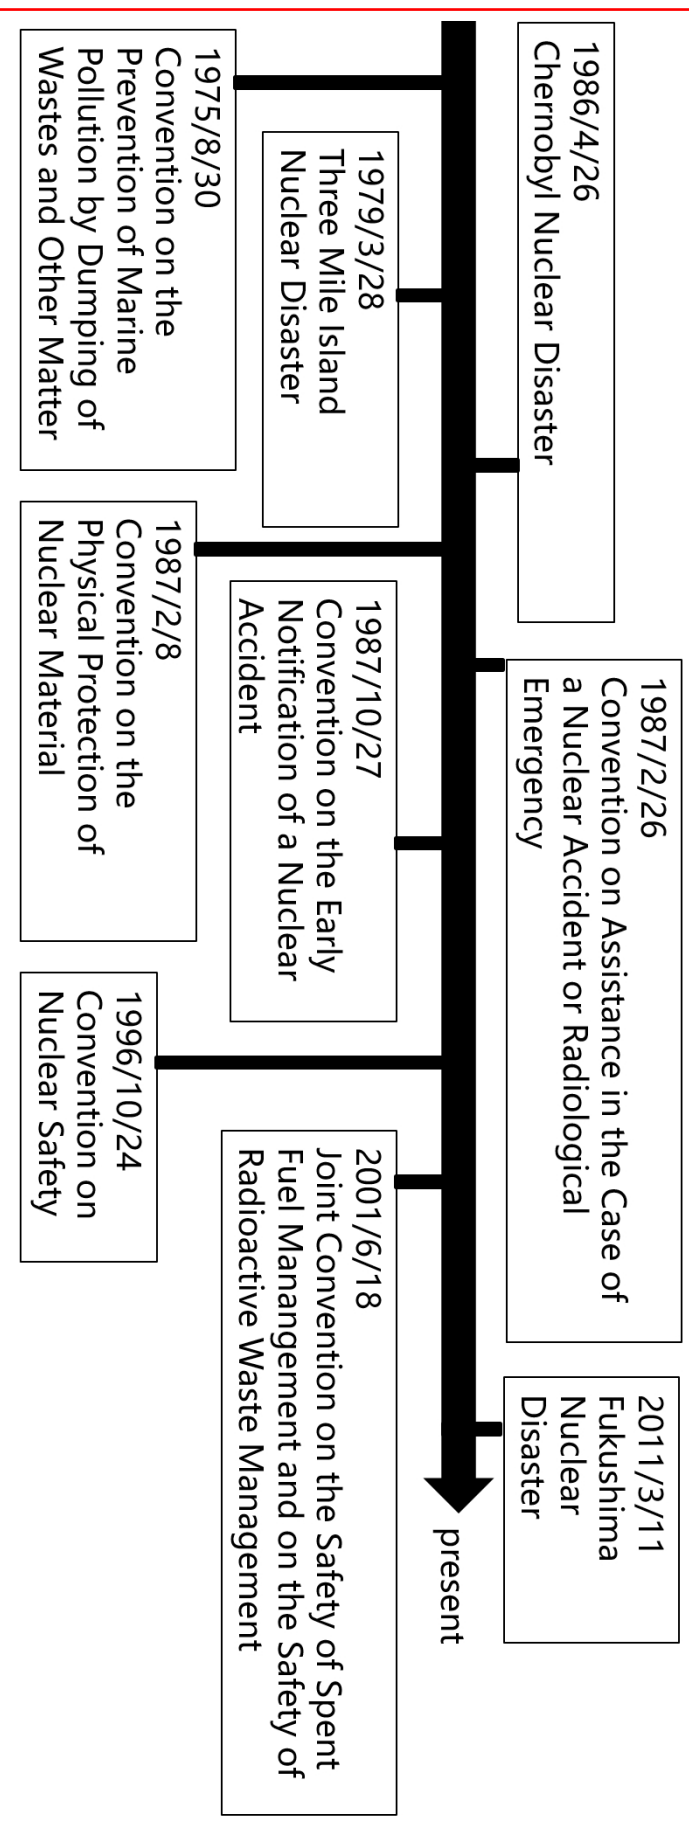 1986/4/26
Chernobyl Nuclear Disaster
1987/2/26
Convention on Assistance in the Case of
a Nuclear Accident or Radiological
Emergency
2011/3/11
Fukushima
Nuclear
Disaster
present
1979/3/28
Three Mile Island
Nuclear Disaster
1987/10/27
Convention on the Early
Notification of a Nuclear
Accident
2001/6/18
Joint Convention on the Safety of Spent
Fuel Manangement and on the Safety of
Radioactive Waste Management
1975/8/30
Convention on the
Prevention of Marine
Pollution by Dumping of
Wastes and Other Matter
1987/2/8
Convention on the
Physical Protection of
Nuclear Material
1996/10/24
Convention on
Nuclear Safety